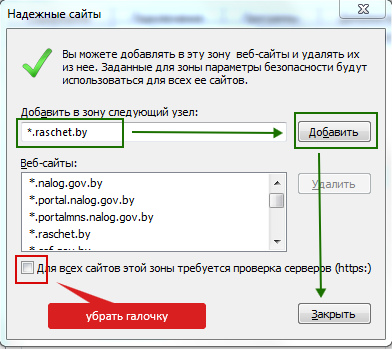 Надежные сайты
Вы можете добавлять в эту зону веб-сайты и удалять их
из нее. Заданные для зоны параметры безопасности будут
использоваться для всех ее сайтов.
Добавить в зону следующий узел:
*.raschet.by
Добавить
Веб-сайты:
*.nalog.gov.by
*.portal.nalog.gov.by
*.portalmns.nalog.gov.by
*.raschet.by
Удалить
Для всех сайтов этой зоны требуется проверка серверов (https:)
убрать галочку
Закрыть